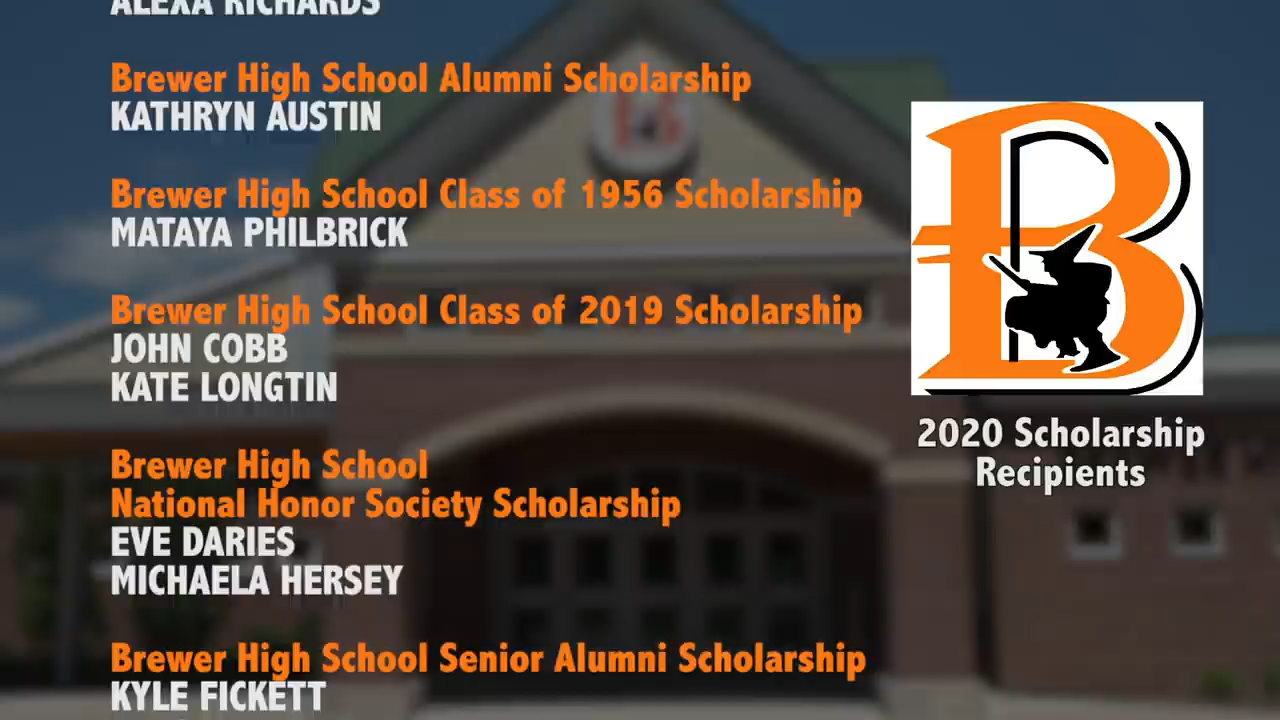 ALEXA RICHARDS
Brewer High School Alumni Scholarship
KATHRYN AUSTIN
Brewer High School Class of 1956 Scholarship
MATAYA PHILBRICK
Brewer High School Class of 2019 Scholarship
JOHN COBB
KATE LONGTIN
Brewer High School
National Honor Society Scholarship
EVE DARIES
MICHAELA HERSEY
Brewer High School Senior Alumni Scholarship
KYLE FICKETT
B
B
2020 Scholarship
Recipients